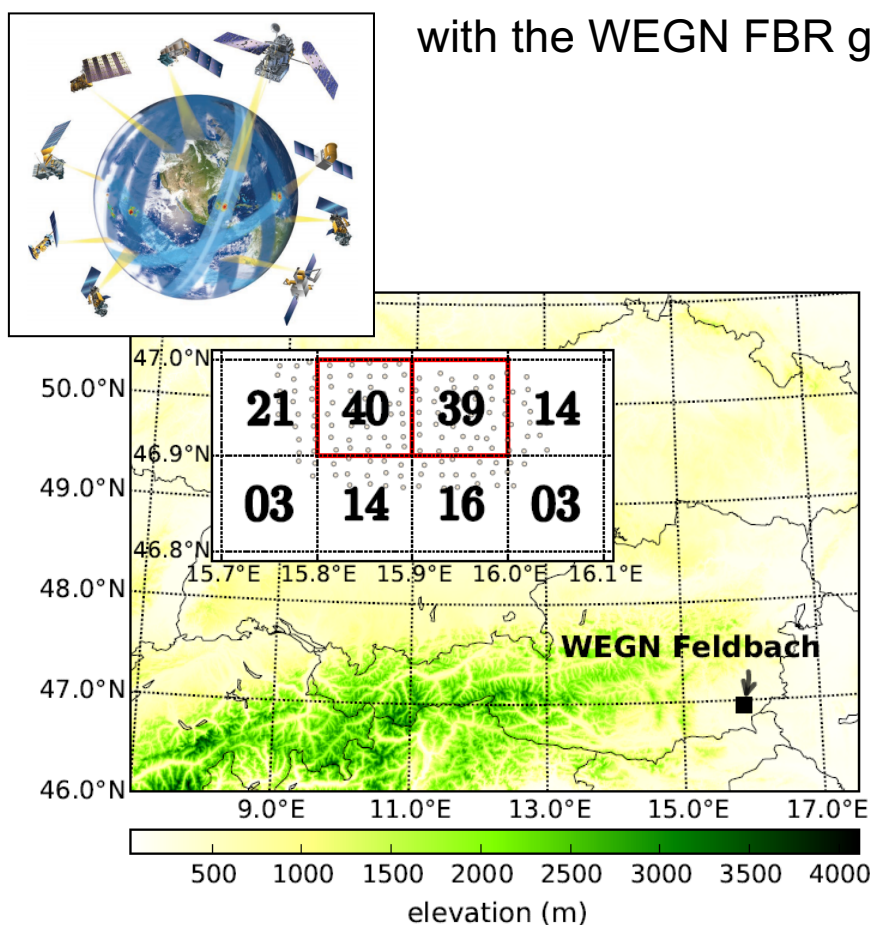 with the WEGN FBR g
47.0°N
21 40 39 14
46.9°N
03 14 16 03
46.8°N
15.7°E 15.8°E 15.9°E 16.0°E 16.1°E
50.0°N
49.0°N
48.0°N
WEGN Feldbach
47.0°N
46.0°N
9.0°E 11.0°E 13.0°E 15.0°E 17.0°E
500 1000 1500 2000 2500 3000 3500 4000
elevation (m)